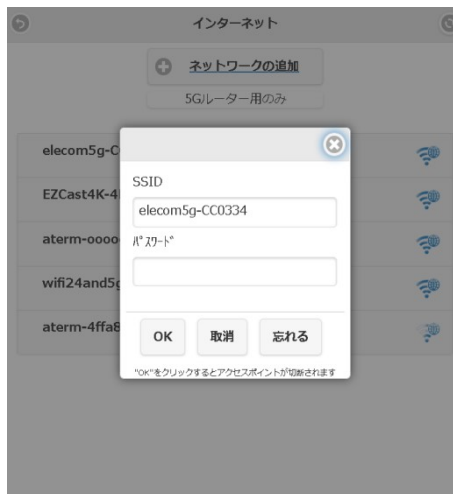 インターネット
ネットワークの追加
5Gルーター用のみ
elecom5g-C
EZCast4K-4
aterm-oooo
wifi24and5g
aterm-4ffa8
SSID
elecom5g-CC0334
ﾊﾟｽﾜｰﾄﾞ
OK 取消 忘れる
"OK"をクリックするとアクセスポイントが切断されます